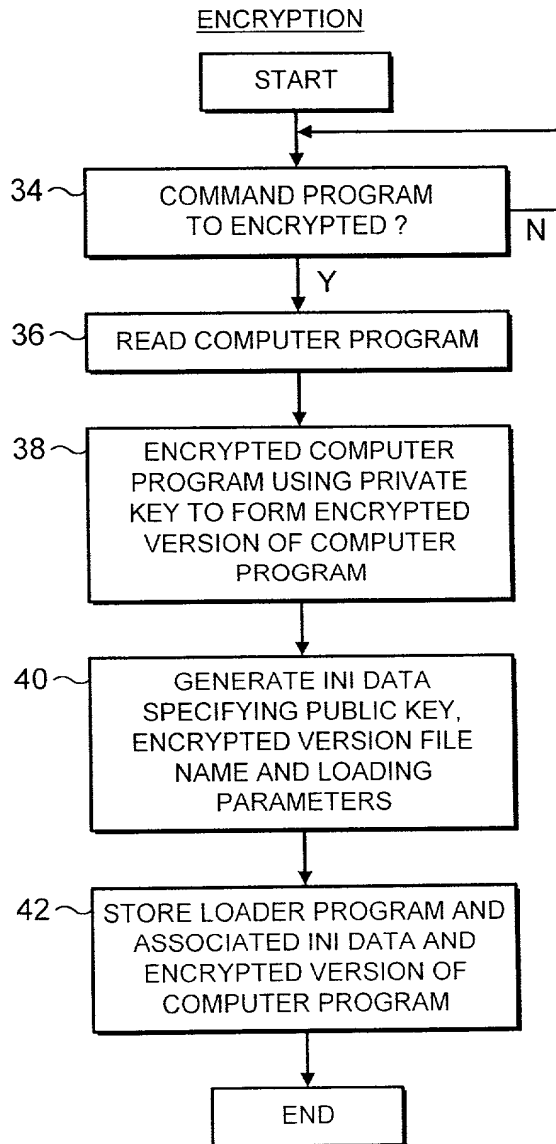 ENCRYPTION
START
34
COMMAND PROGRAM
TO ENCRYPTED ?
N
Y
36
READ COMPUTER PROGRAM
38
ENCRYPTED COMPUTER
PROGRAM USING PRIVATE
KEY TO FORM ENCRYPTED
VERSION OF COMPUTER
PROGRAM
40
GENERATE INI DATA
SPECIFYING PUBLIC KEY,
ENCRYPTED VERSION FILE
NAME AND LOADING
PARAMETERS
42
STORE LOADER PROGRAM AND
ASSOCIATED INI DATA AND
ENCRYPTED VERSION OF
COMPUTER PROGRAM
END